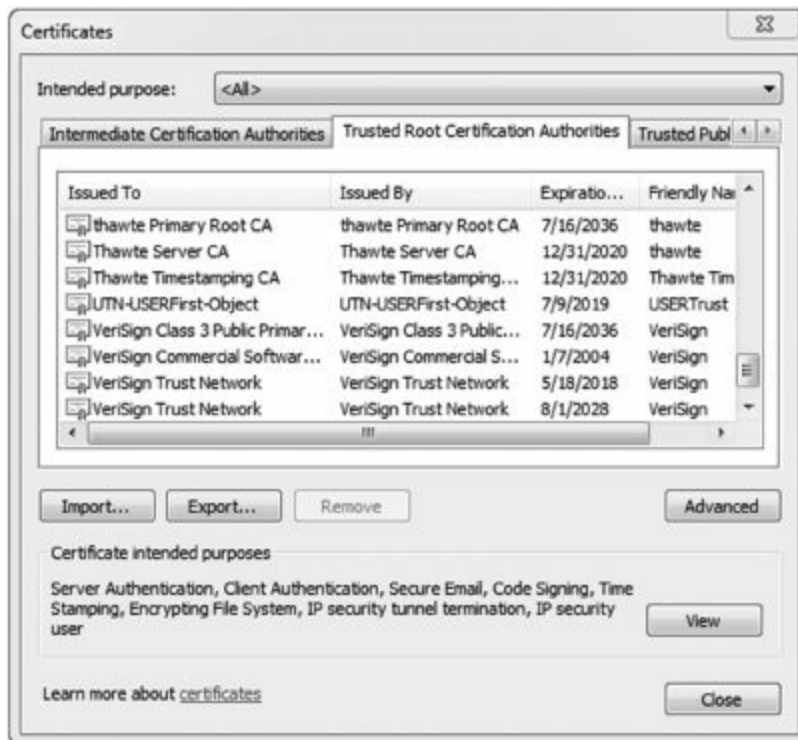 Certificates
Intended purpose: <All>
Intermediate Certification Authorities Trusted Root Certification Authorities Trusted Publ
Issued To Issued By Expiratio... Friendly Nar
thawte Primary Root CA thawte Primary Root CA 7/16/2036 thawte
Thawte Server CA Thawte Server CA 12/31/2020 thawte
Thawte Timestamping CA Thawte Timestamping... 12/31/2020 Thawte Tim
UTN-USERFirst-Object UTN-USERFirst-Object 7/9/2019 USERTrust
VeriSign Class 3 Public Primar... VeriSign Class 3 Public... 7/16/2036 VeriSign
VeriSign Commercial Softwar... VeriSign Commercial S... 1/7/2004 VeriSign
VeriSign Trust Network VeriSign Trust Network 5/18/2018 VeriSign
VeriSign Trust Network VeriSign Trust Network 8/1/2028 VeriSign
Import... Export... Remove Advanced
Certificate intended purposes
Server Authentication, Client Authentication, Secure Email, Code Signing, Time
Stamping, Encrypting File System, IP security tunnel termination, IP security
user
View
Learn more about certificates
Close